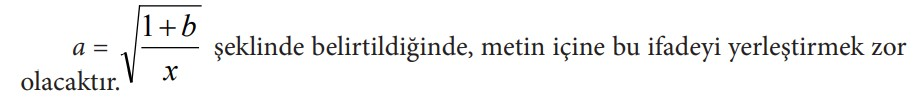 a = √((1+b)/x) şeklinde belirtildiğinde, metin içine bu ifadeyi yerleştirmek zor
olacaktır.